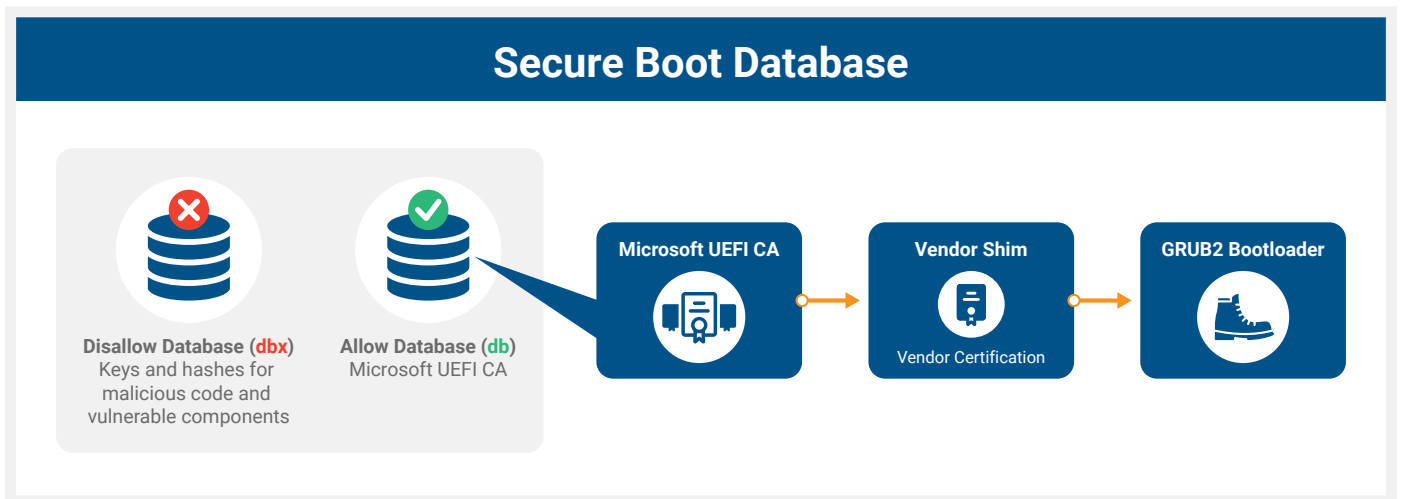 Secure Boot Database
Disallow Database (dbx)
Keys and hashes for
malicious code and
vulnerable components
Allow Database (db)
Microsoft UEFI CA
Microsoft UEFI CA
Vendor Shim
Vendor Certification
GRUB2 Bootloader